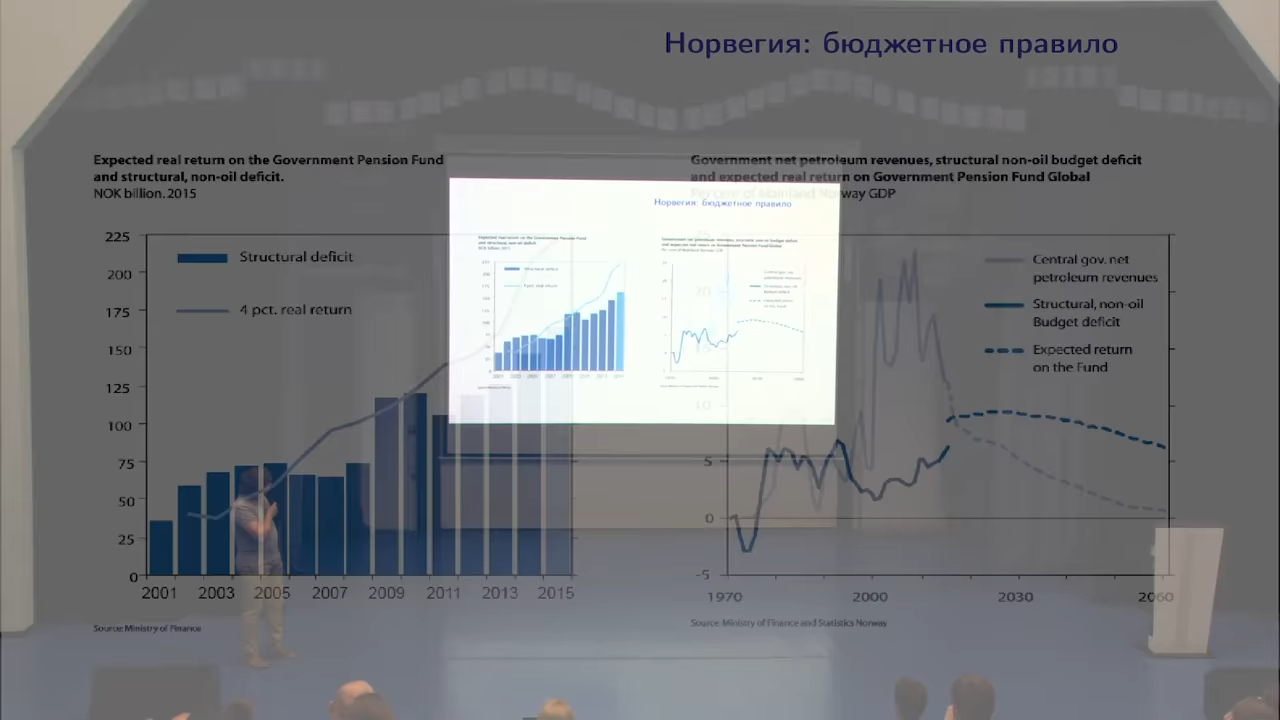 Норвегия: бюджетное правило
Expected real return on the Government Pension Fund
and structural, non-oil deficit.
NOK billion. 2015
225
200
175
150
125
100
75
50
25
0
Structural deficit
4 pct. real return
2001 2003 2005 2007 2009 2011 2013 2015
Source: Ministry of Finance
Government net petroleum revenues, structural non-oil budget deficit
and expected real return on Government Pension Fund Global
Percent of Mainland Norway GDP
10
5
0
-5
Central gov. net
petroleum revenues
Structural, non-oil
Budget deficit
Expected return
on the Fund
1970 2000 2030 2060
Source: Ministry of Finance and Statistics Norway
Норвегия: бюджетное правило